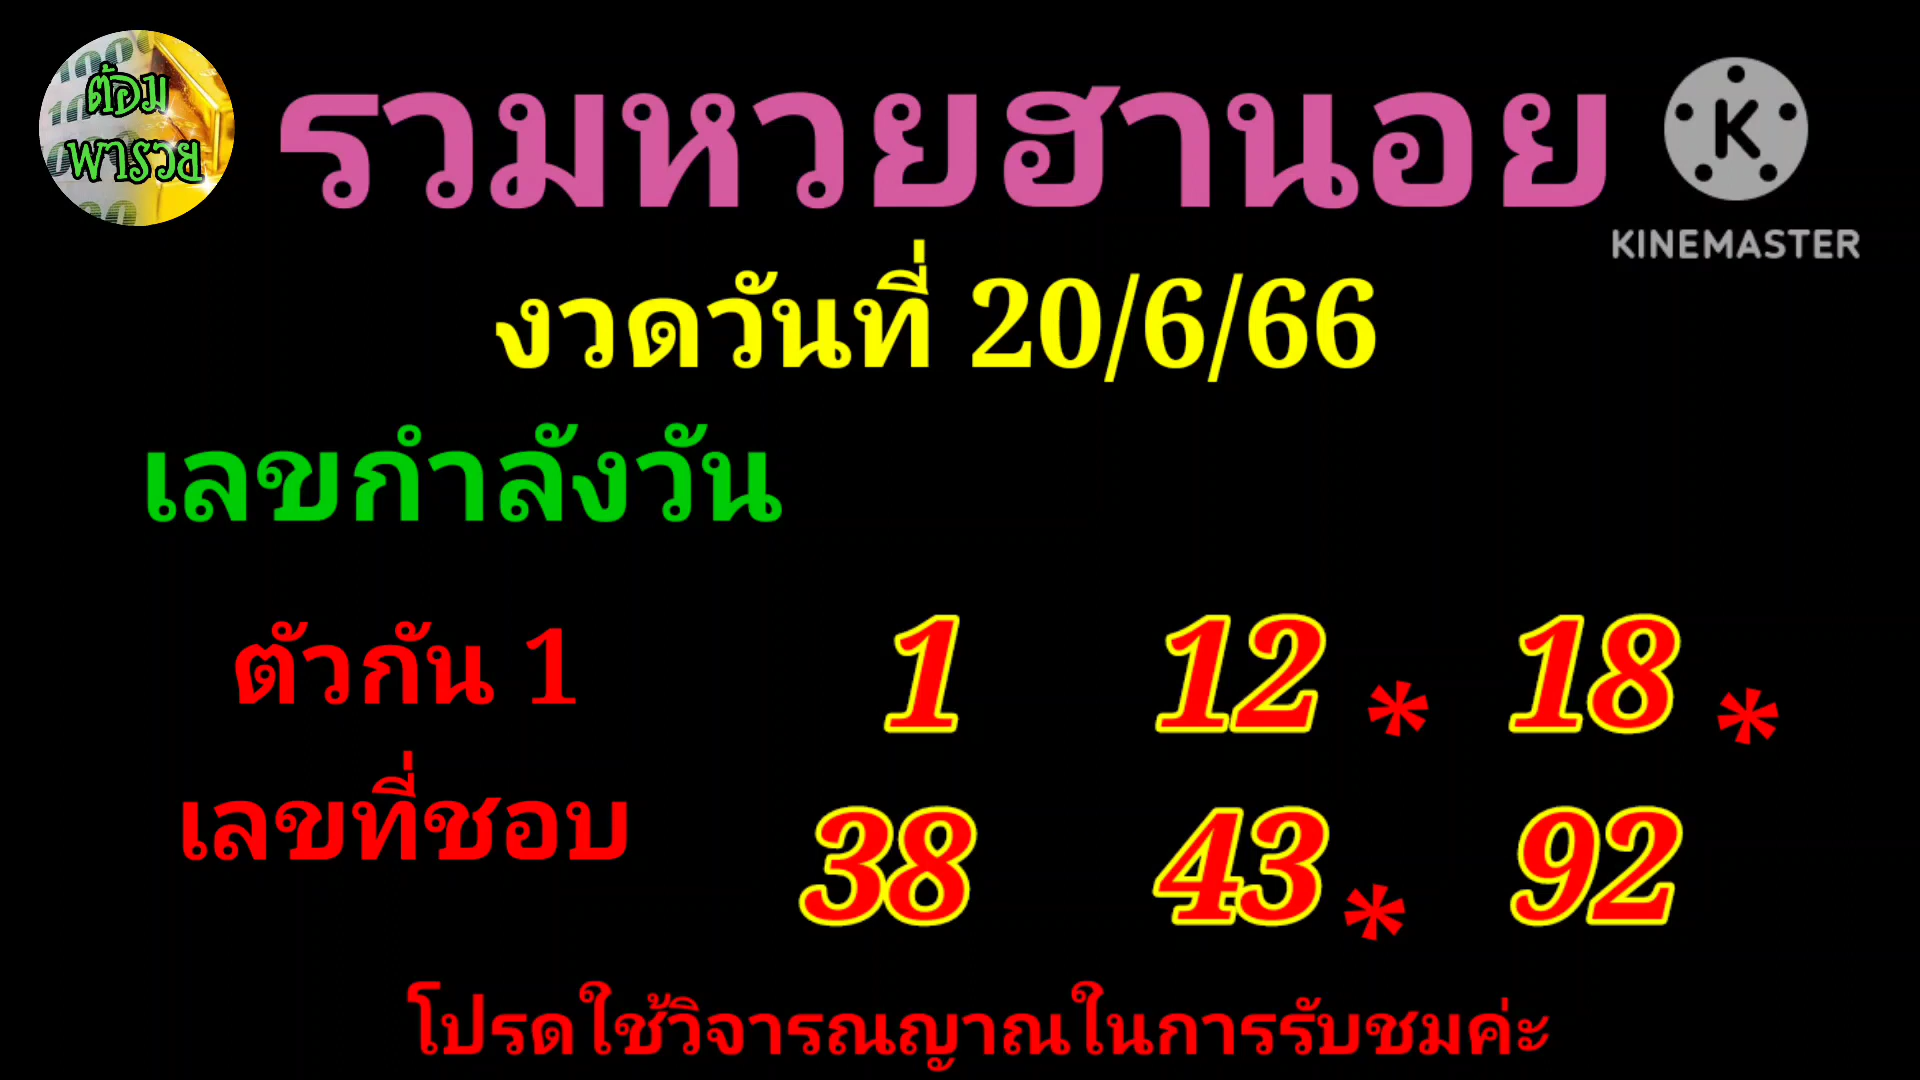 ต้อม
พารวย
รวมหวยฮานอย
KINEMASTER
งวดวันที่ 20/6/66
เลขกำลังวัน
ตัวกัน 1 1 12 * 18 *
เลขที่ชอบ 38 43 * 92
โปรดใช้วิจารณญาณในการรับชมค่ะ